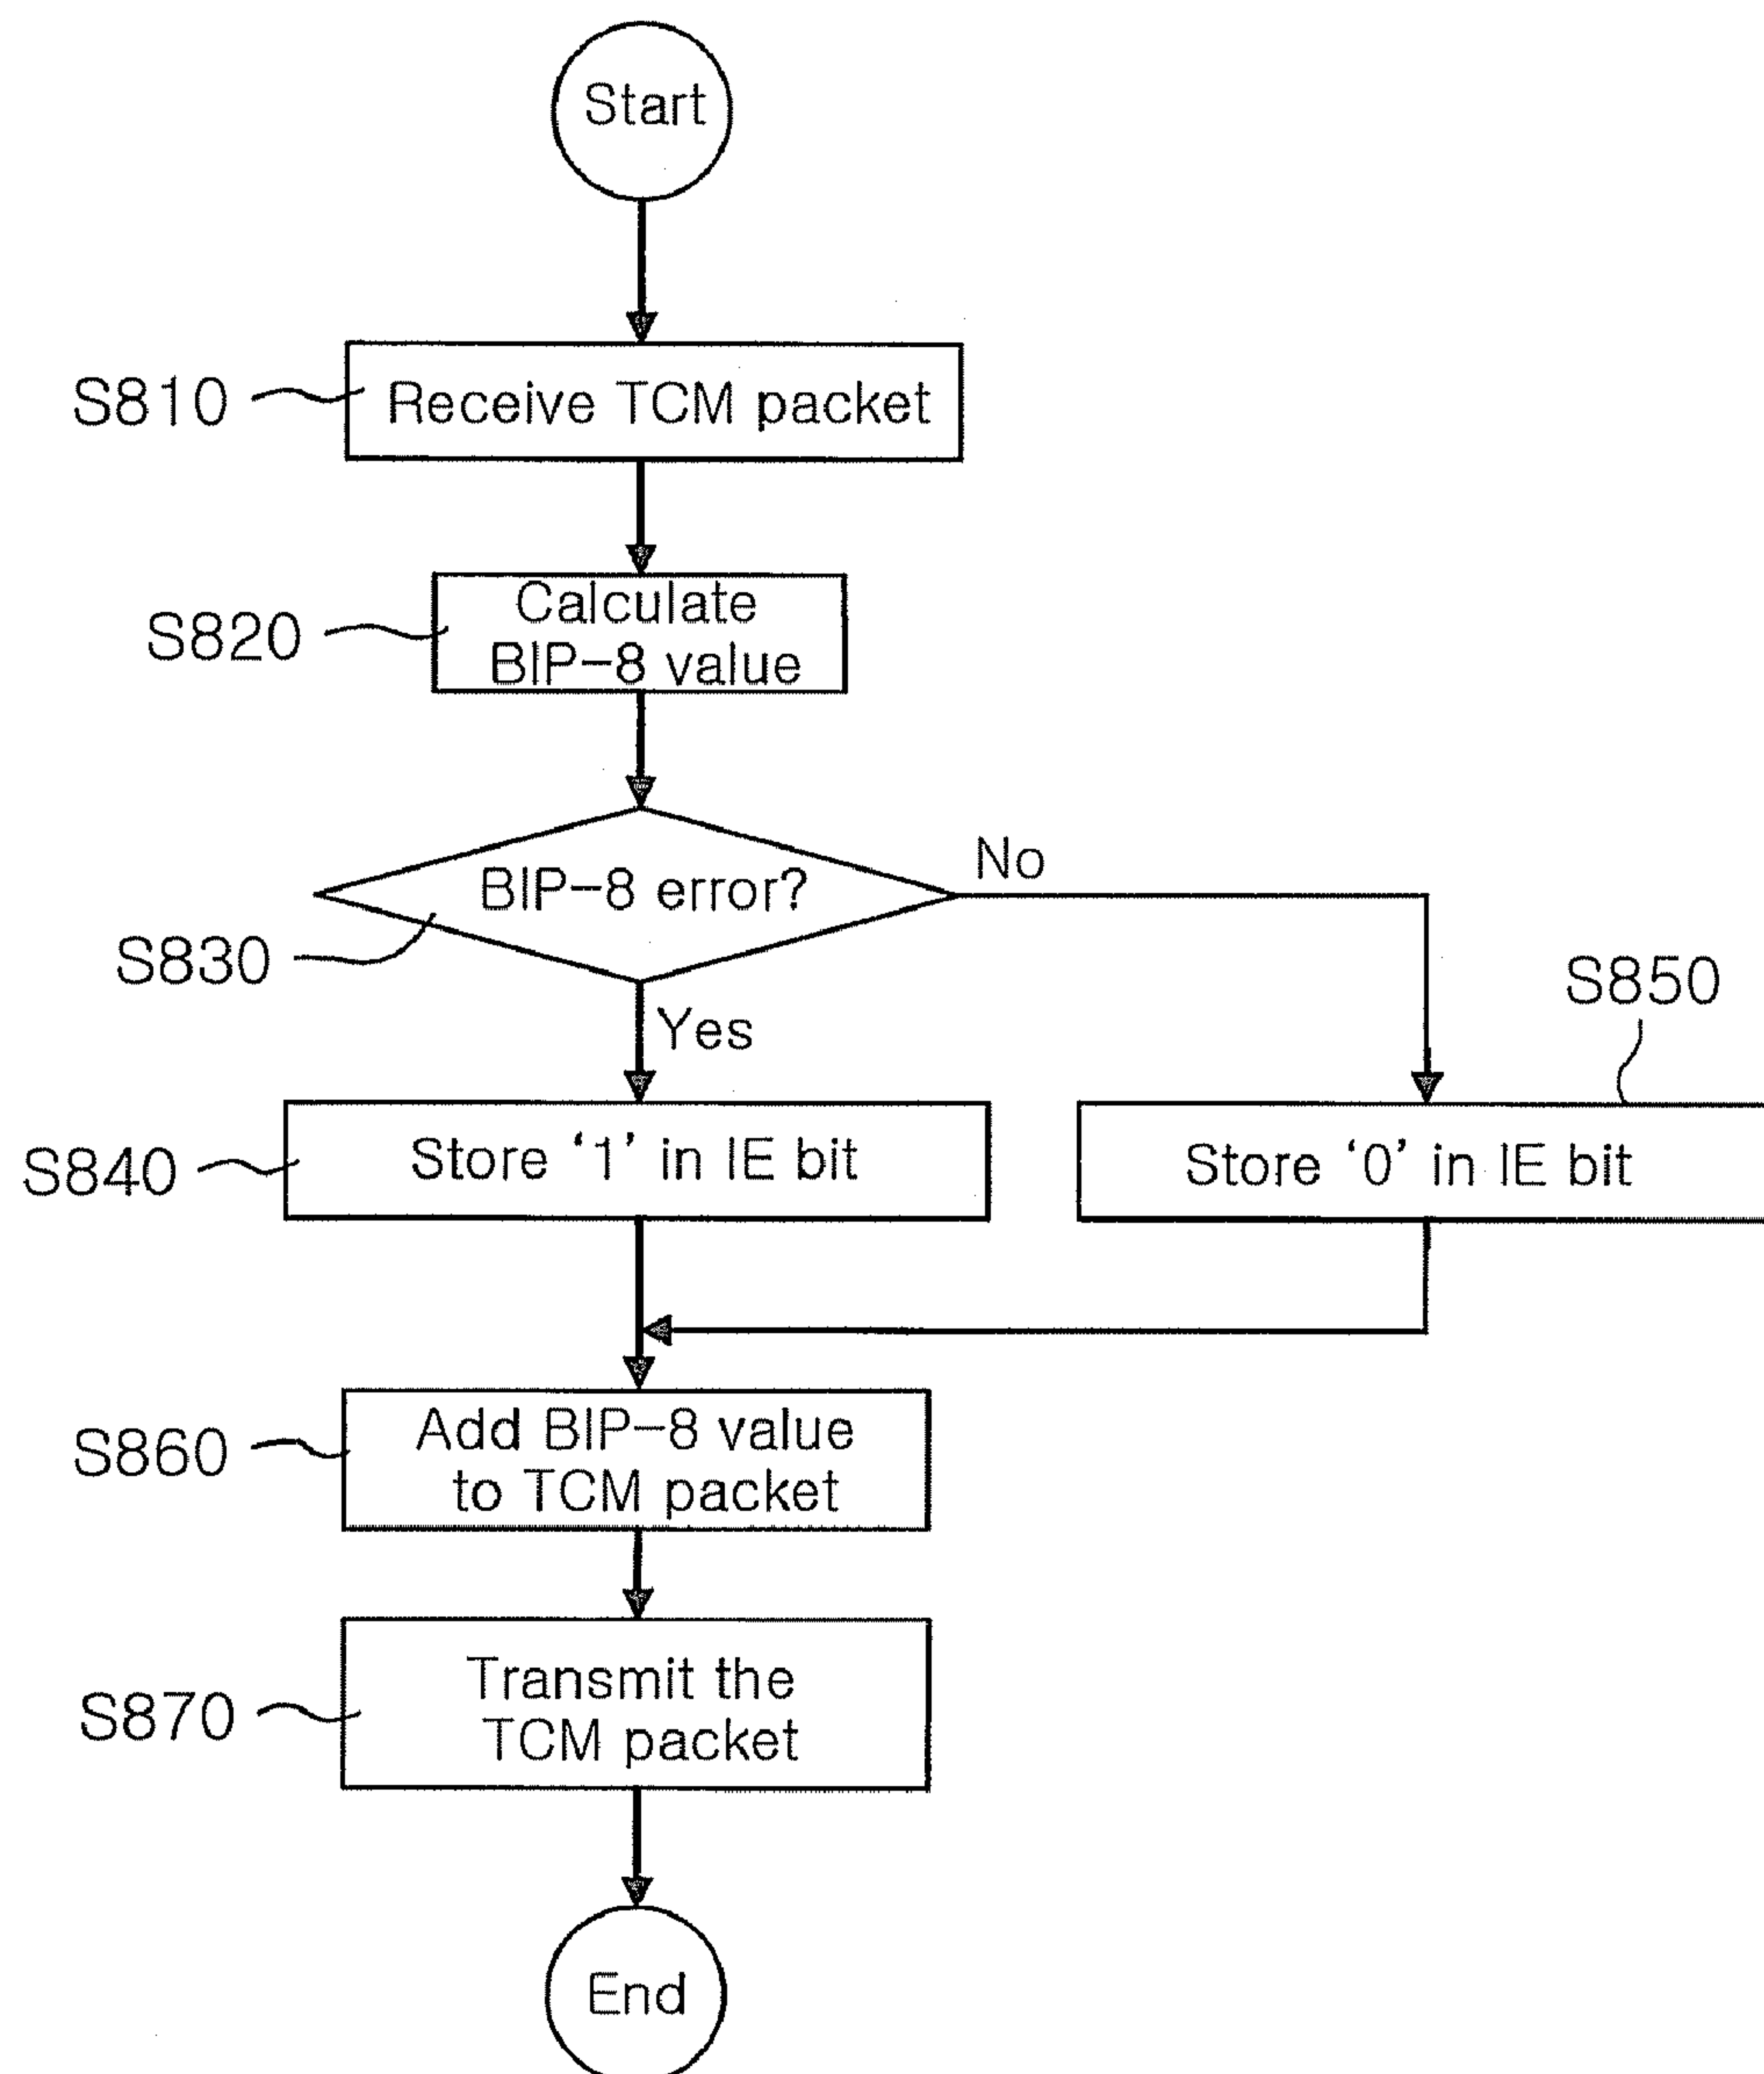 Start
S810
Receive TCM packet
S820
Calculate
BIP-8 value
BIP-8 error?
No
S830
Yes
S850
S840
Store ‘1’ in IE bit
Store ‘0’ in IE bit
S860
Add BIP-8 value
to TCM packet
S870
Transmit the
TCM packet
End